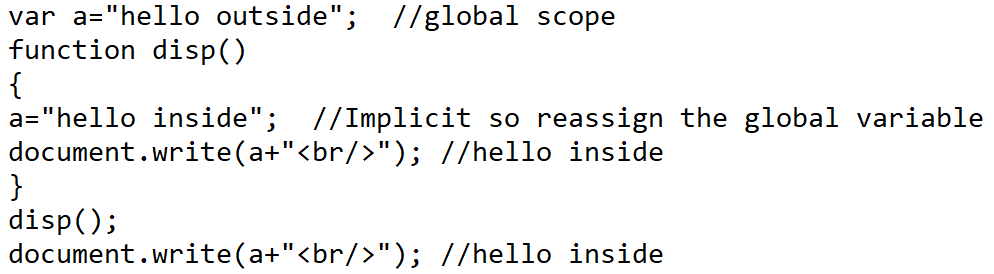 var a="hello outside";  //global scope
function disp()
{
a="hello inside";  //Implicit so reassign the global variable
document.write(a+"<br/>"); //hello inside
}
disp();
document.write(a+"<br/>"); //hello inside